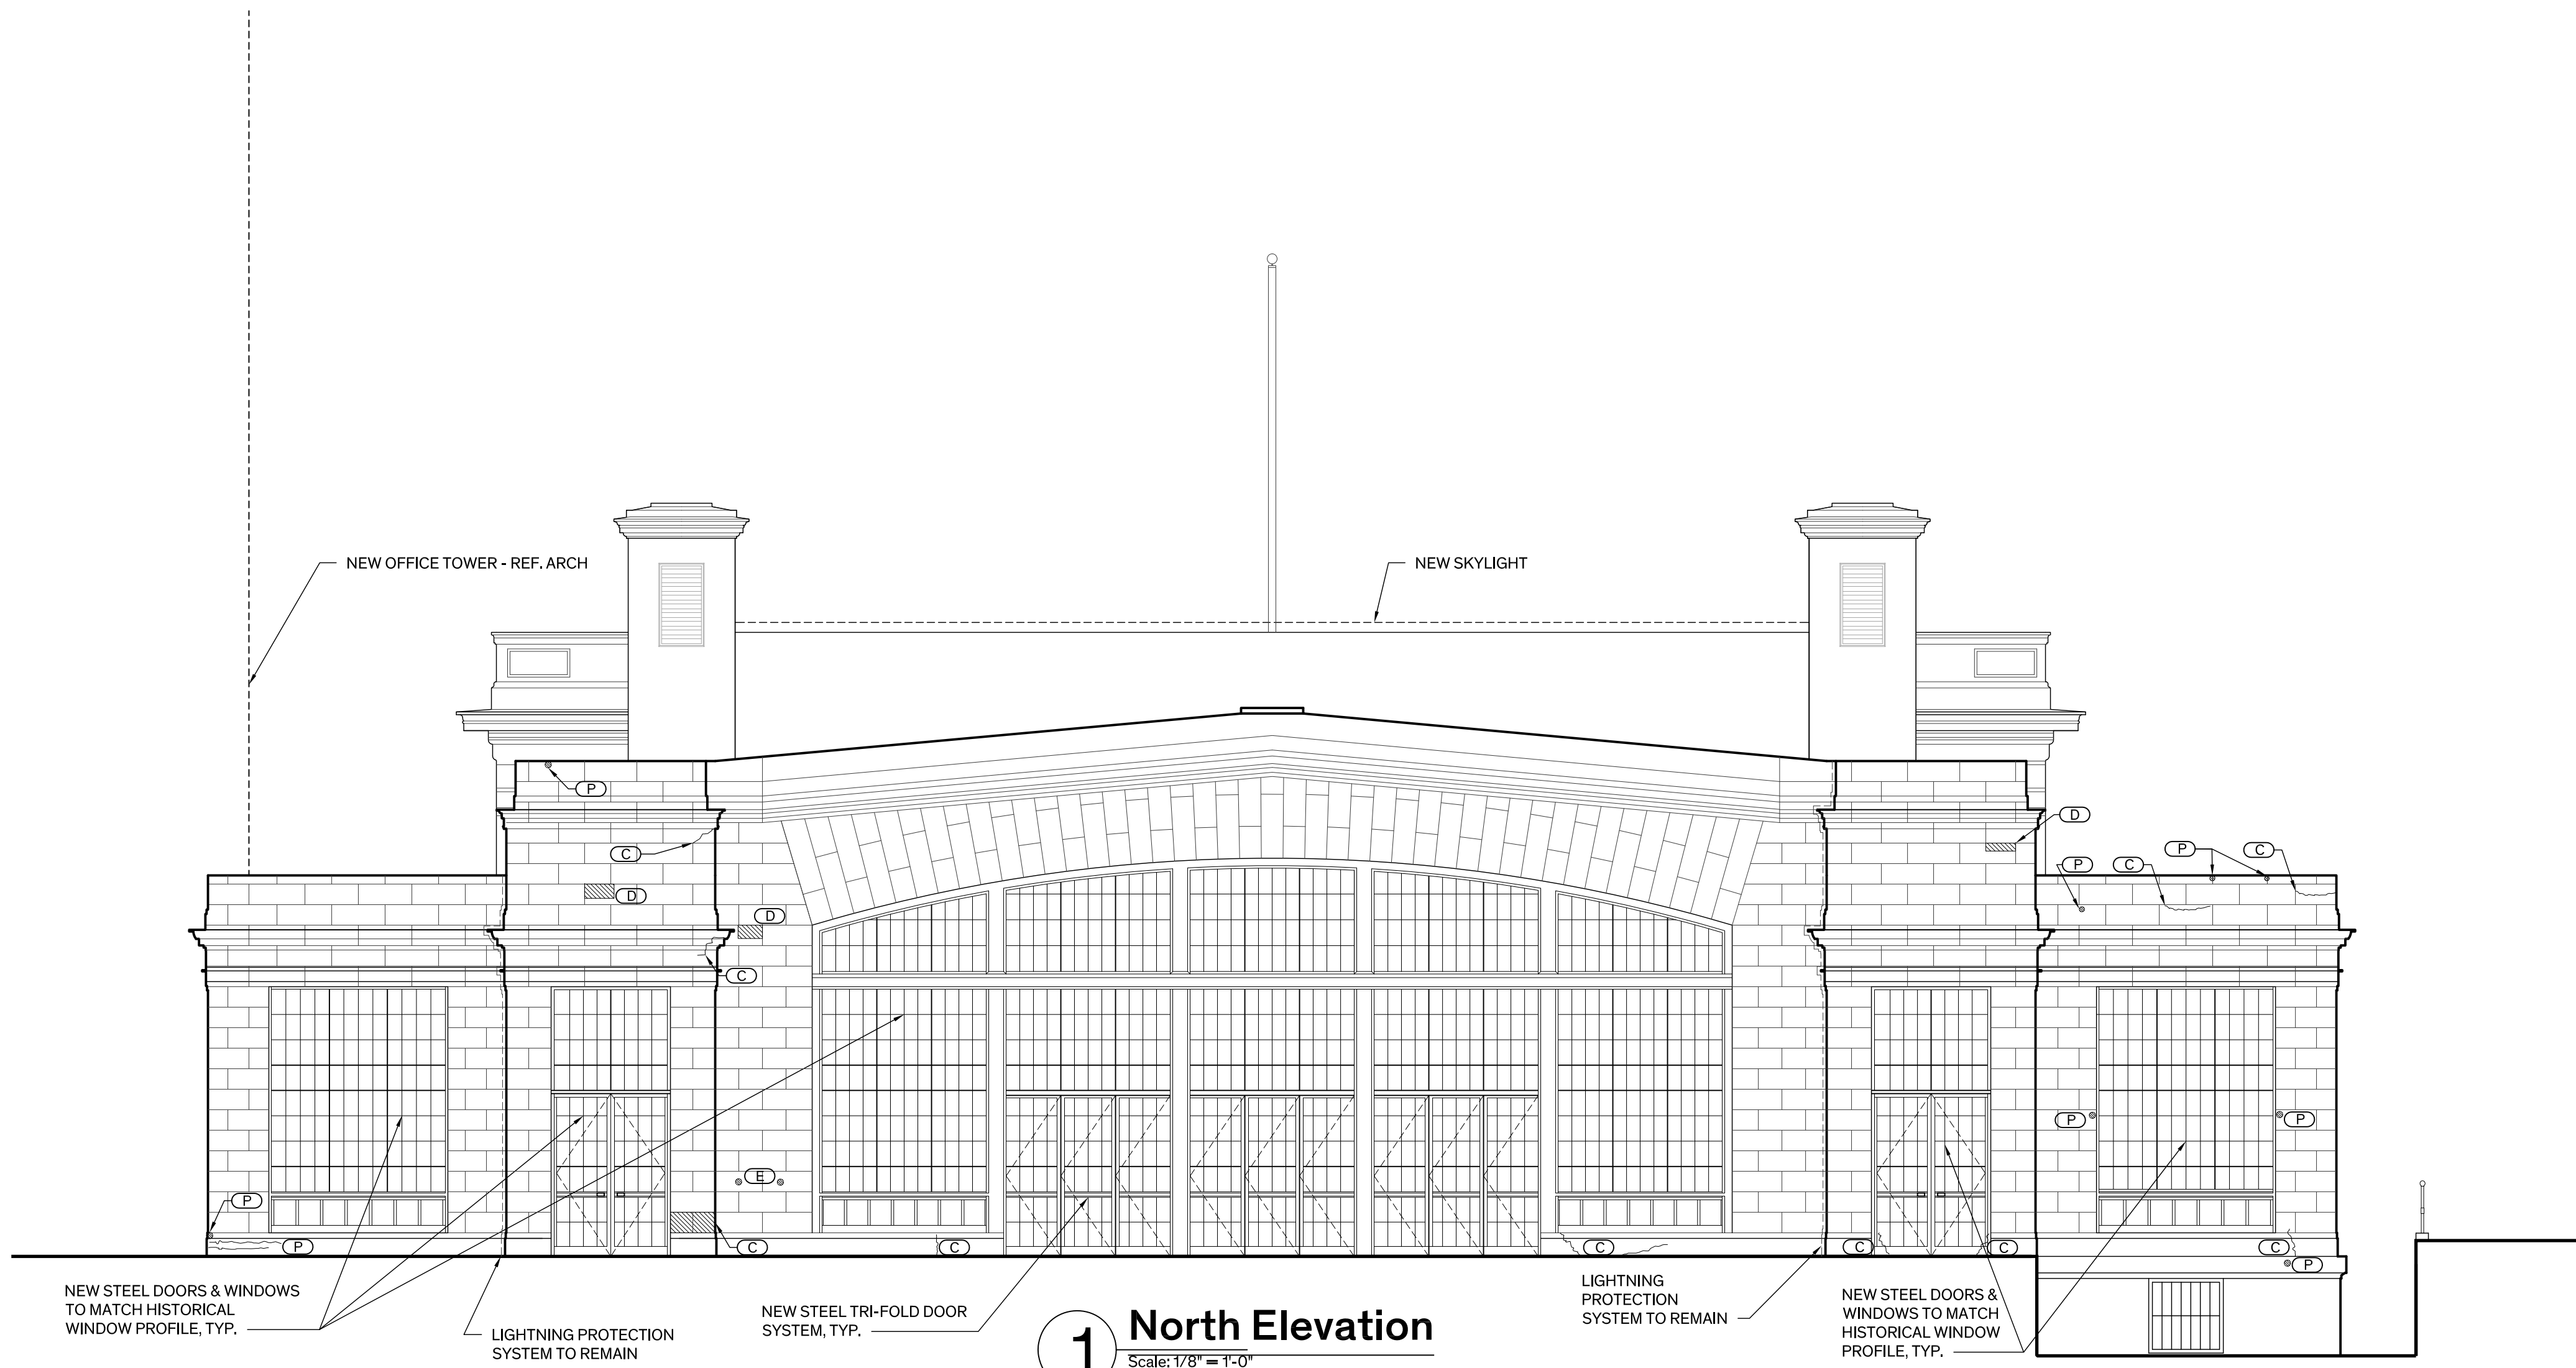 NEW OFFICE TOWER - REF. ARCH
NEW SKYLIGHT
P
D
C
P
C
P
C
D
D
C
P
P
E
P
P
C
C
C
C
C
C
P
NEW STEEL DOORS & WINDOWS
TO MATCH HISTORICAL
WINDOW PROFILE, TYP.
LIGHTNING PROTECTION
SYSTEM TO REMAIN
NEW STEEL TRI-FOLD DOOR
SYSTEM, TYP.
1
North Elevation
Scale: 1/8" = 1'-0"
LIGHTNING
PROTECTION
SYSTEM TO REMAIN
NEW STEEL DOORS &
WINDOWS TO MATCH
HISTORICAL WINDOW
PROFILE, TYP.